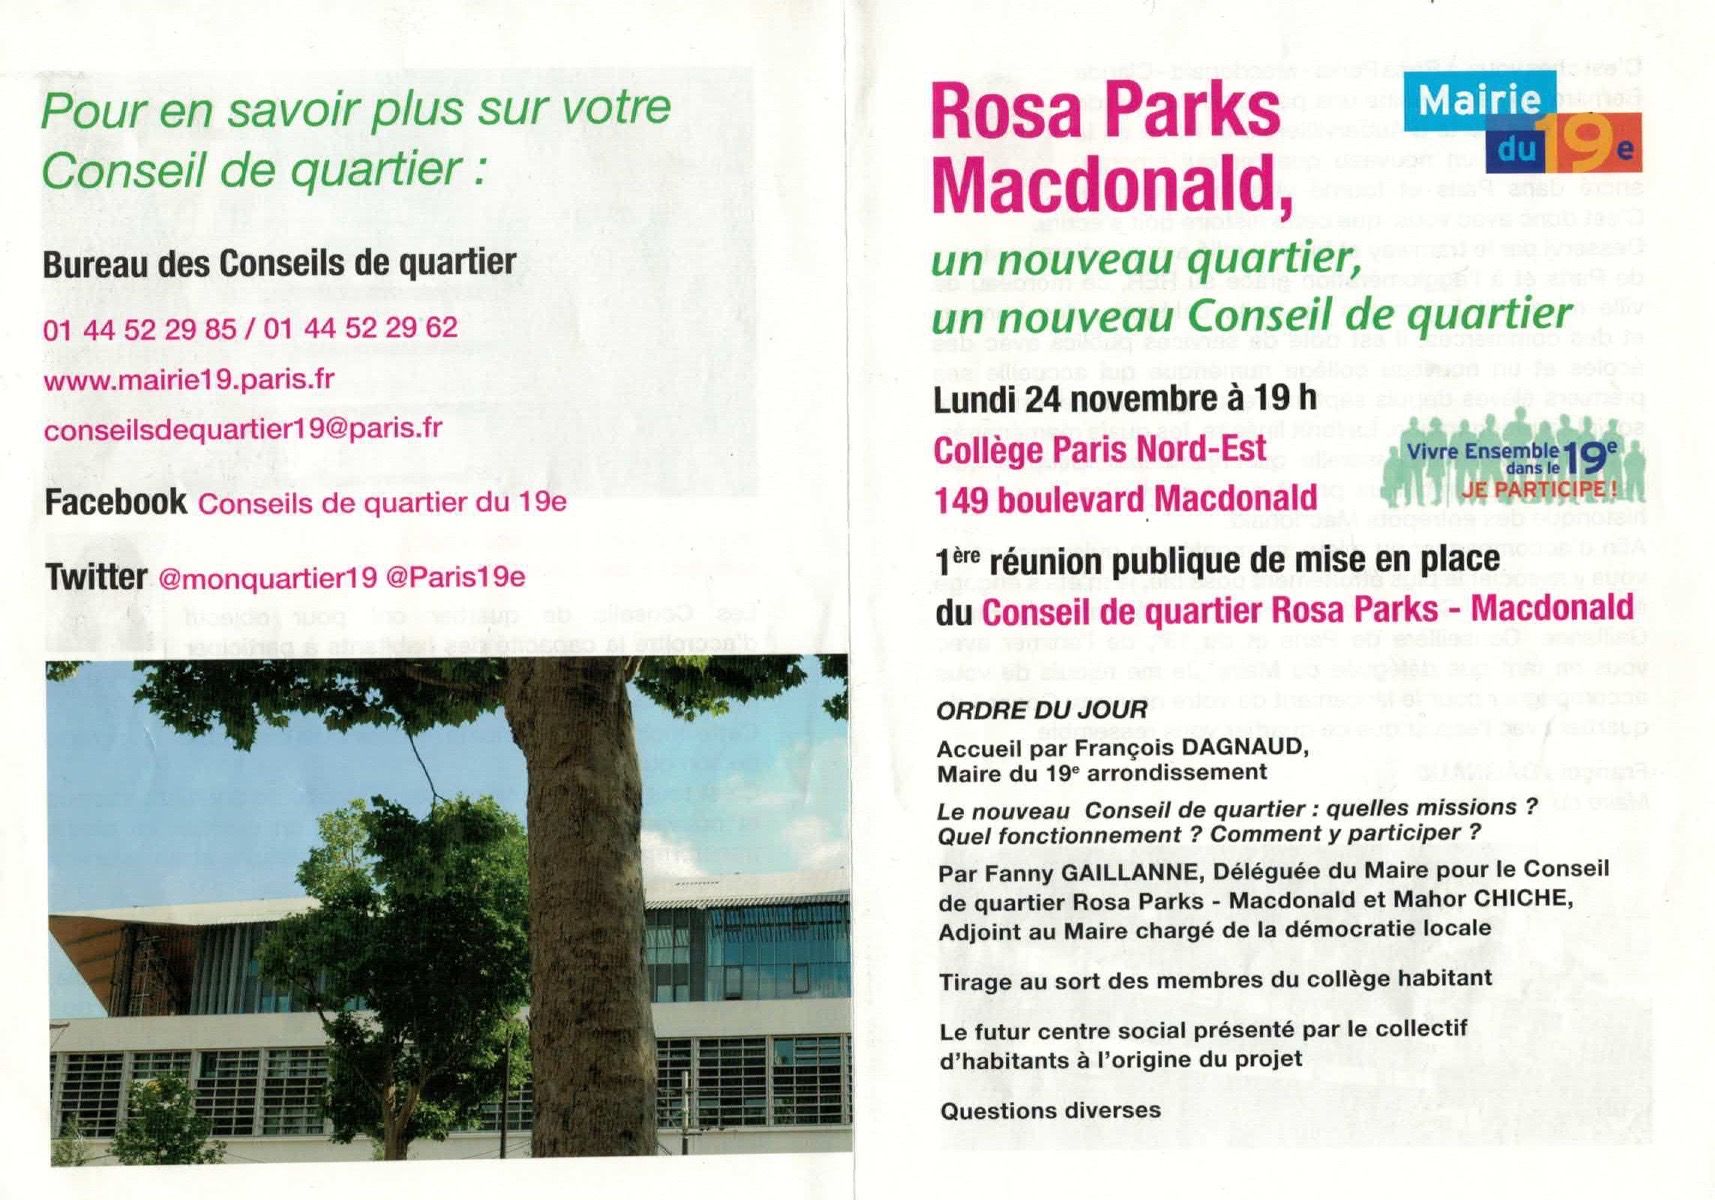 Pour en savoir plus sur votre
Conseil de quartier :
Bureau des Conseils de quartier
01 44 52 29 85 / 01 44 52 29 62
www.mairie19.paris.fr
conseilsdequartier19@paris.fr
Facebook Conseils de quartier du 19e
Twitter @monquartier19 @Paris19e
Rosa Parks
Macdonald,
Mairie
du 19e
un nouveau quartier,
un nouveau Conseil de quartier
Lundi 24 novembre à 19 h
Collège Paris Nord-Est
149 boulevard Macdonald
Vivre Ensemble
dans le 19e
JE PARTICIPE !
1ère réunion publique de mise en place
du Conseil de quartier Rosa Parks - Macdonald
ORDRE DU JOUR
Accueil par François DAGNAUD,
Maire du 19e arrondissement
Le nouveau Conseil de quartier : quelles missions ?
Quel fonctionnement ? Comment y participer ?
Par Fanny GAILLANNE, Déléguée du Maire pour le Conseil
de quartier Rosa Parks - Macdonald et Mahor CHICHE,
Adjoint au Maire chargé de la démocratie locale
Tirage au sort des membres du collège habitant
Le futur centre social présenté par le collectif
d'habitants à l'origine du projet
Questions diverses